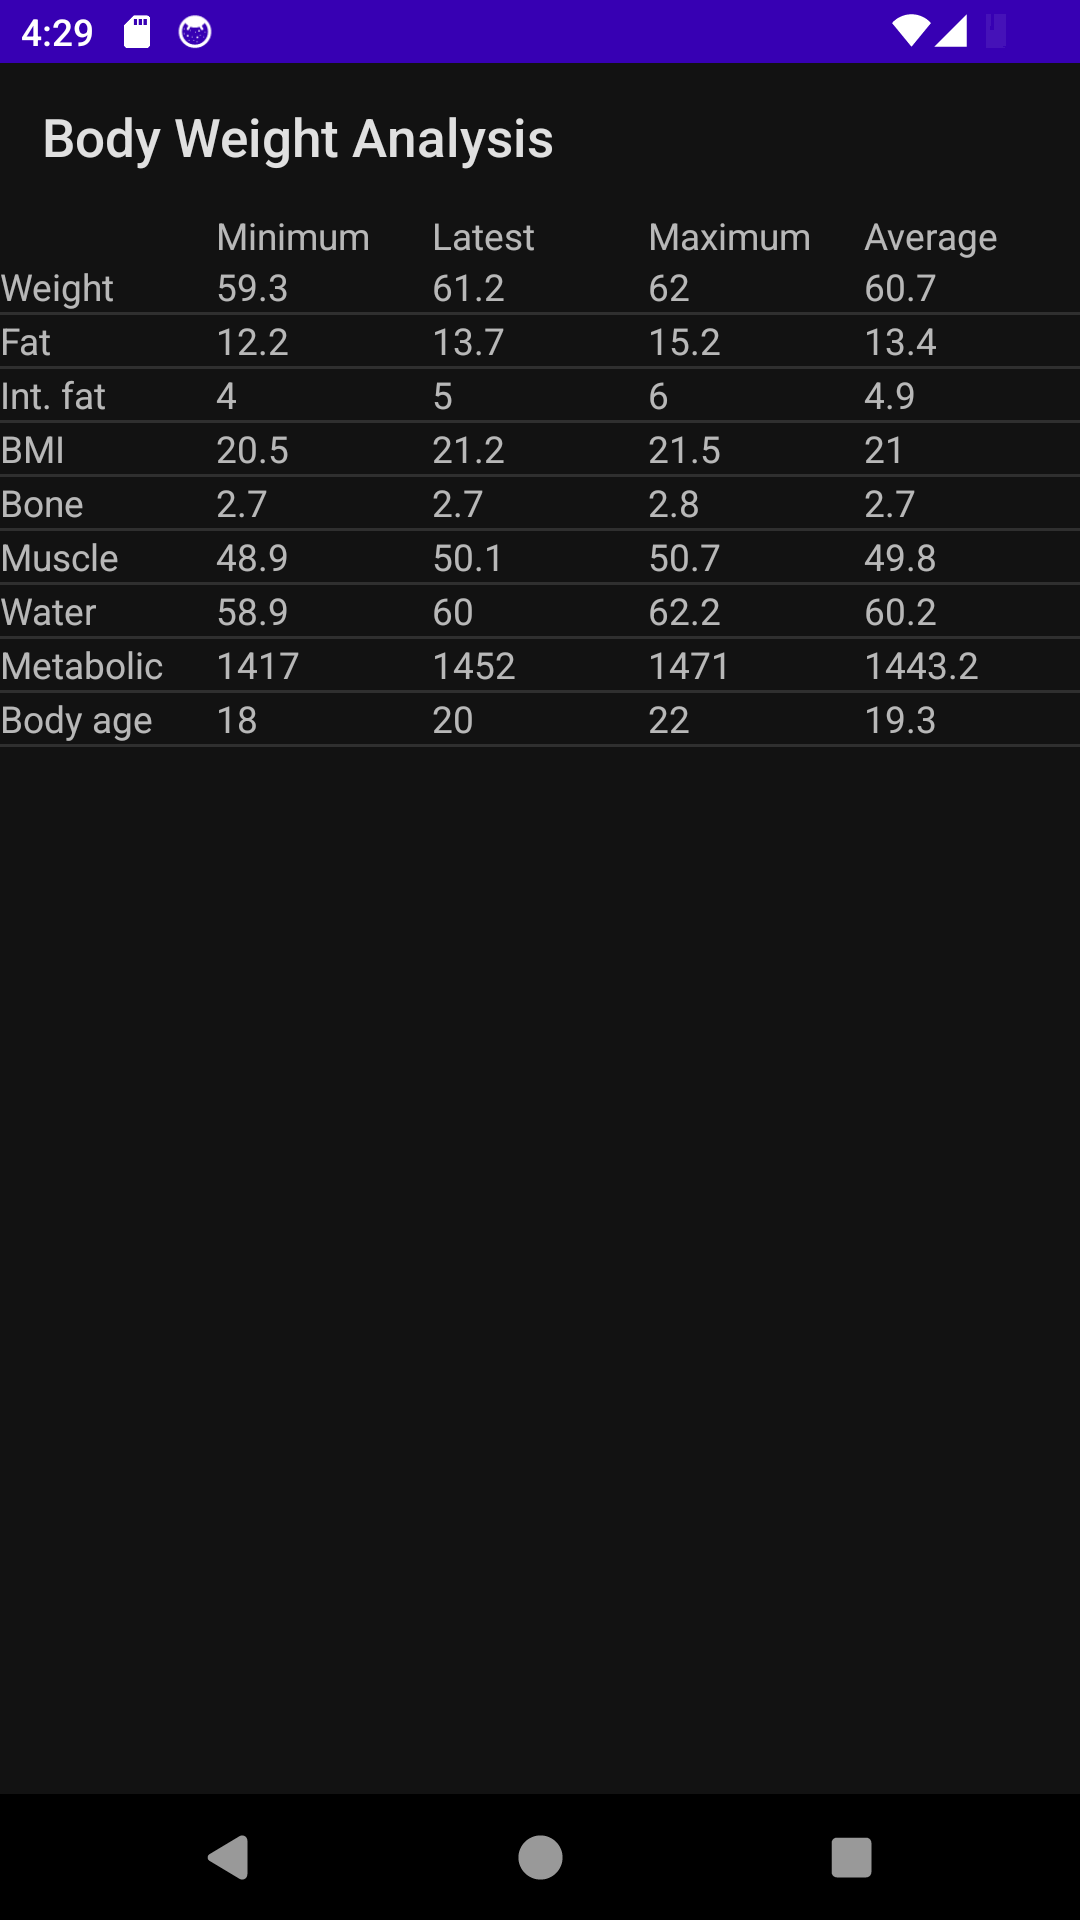 4:29
Body Weight Analysis
Minimum Latest Maximum Average
Weight 59.3 61.2 62 60.7
Fat 12.2 13.7 15.2 13.4
Int. fat 4 5 6 4.9
BMI 20.5 21.2 21.5 21
Bone 2.7 2.7 2.8 2.7
Muscle 48.9 50.1 50.7 49.8
Water 58.9 60 62.2 60.2
Metabolic 1417 1452 1471 1443.2
Body age 18 20 22 19.3